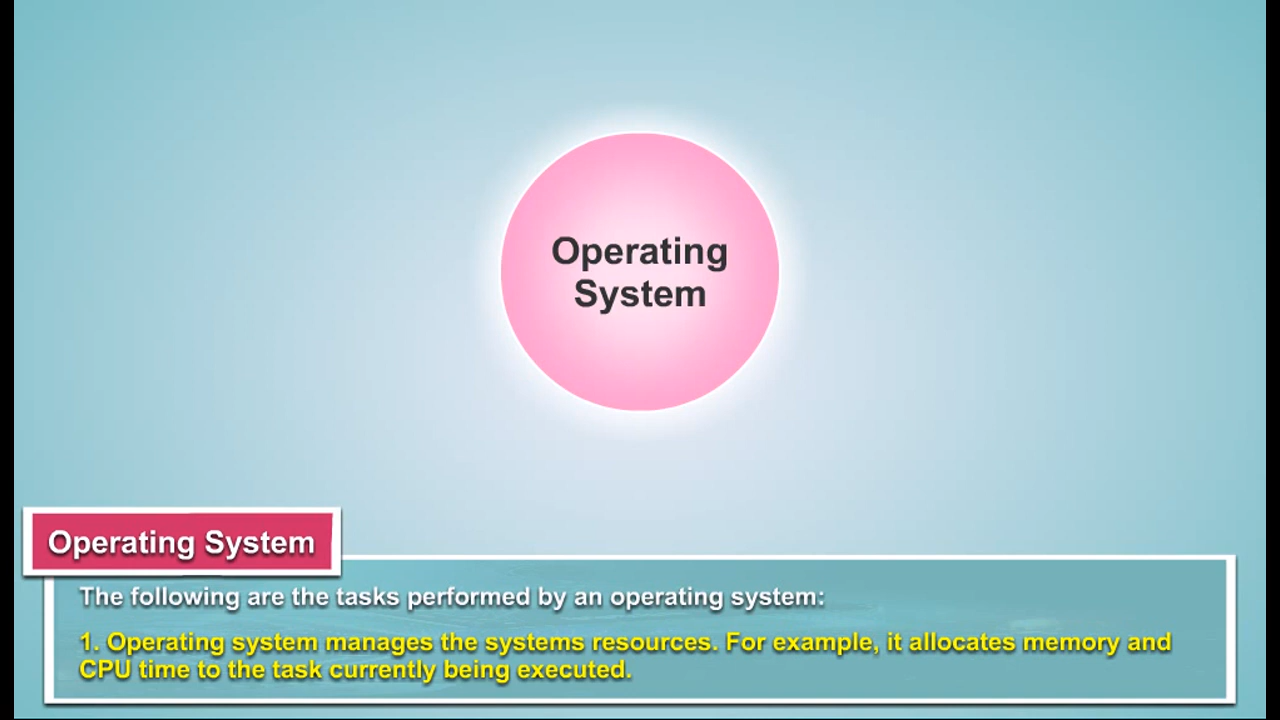 Operating
System
Operating System
The following are the tasks performed by an operating system:
1. Operating system manages the systems resources. For example, it allocates memory and
CPU time to the task currently being executed.